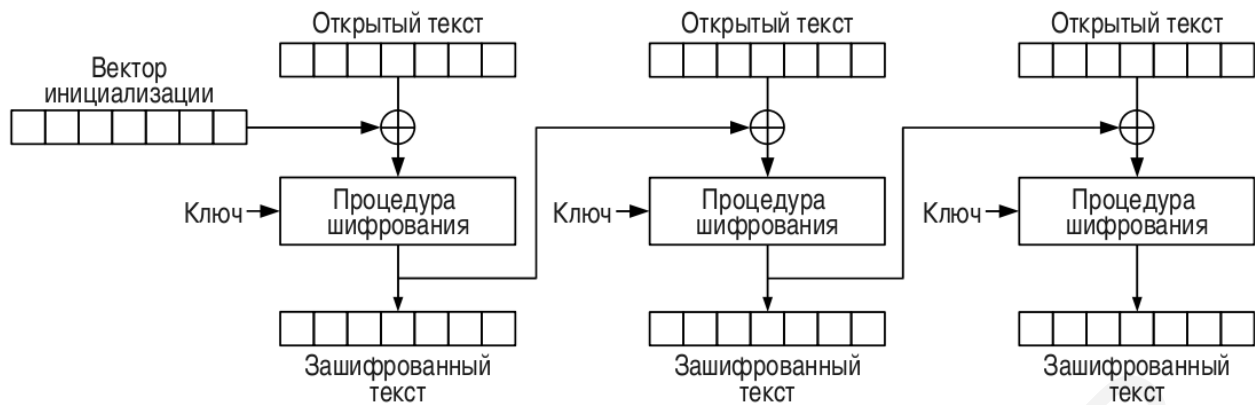 Открытый текст
Открытый текст
Открытый текст
Вектор
инициализации
Ключ
Процедура
шифрования
Ключ
Процедура
шифрования
Ключ
Процедура
шифрования
Зашифрованный
текст
Зашифрованный
текст
Зашифрованный
текст